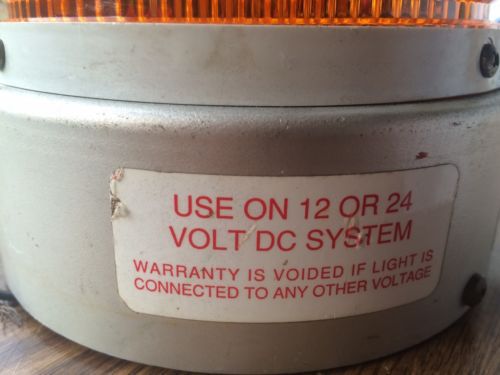 USE ON 12 OR 24
VOLT DC SYSTEM
WARRANTY IS VOIDED IF LIGHT IS
CONNECTED TO ANY OTHER VOLTAGE